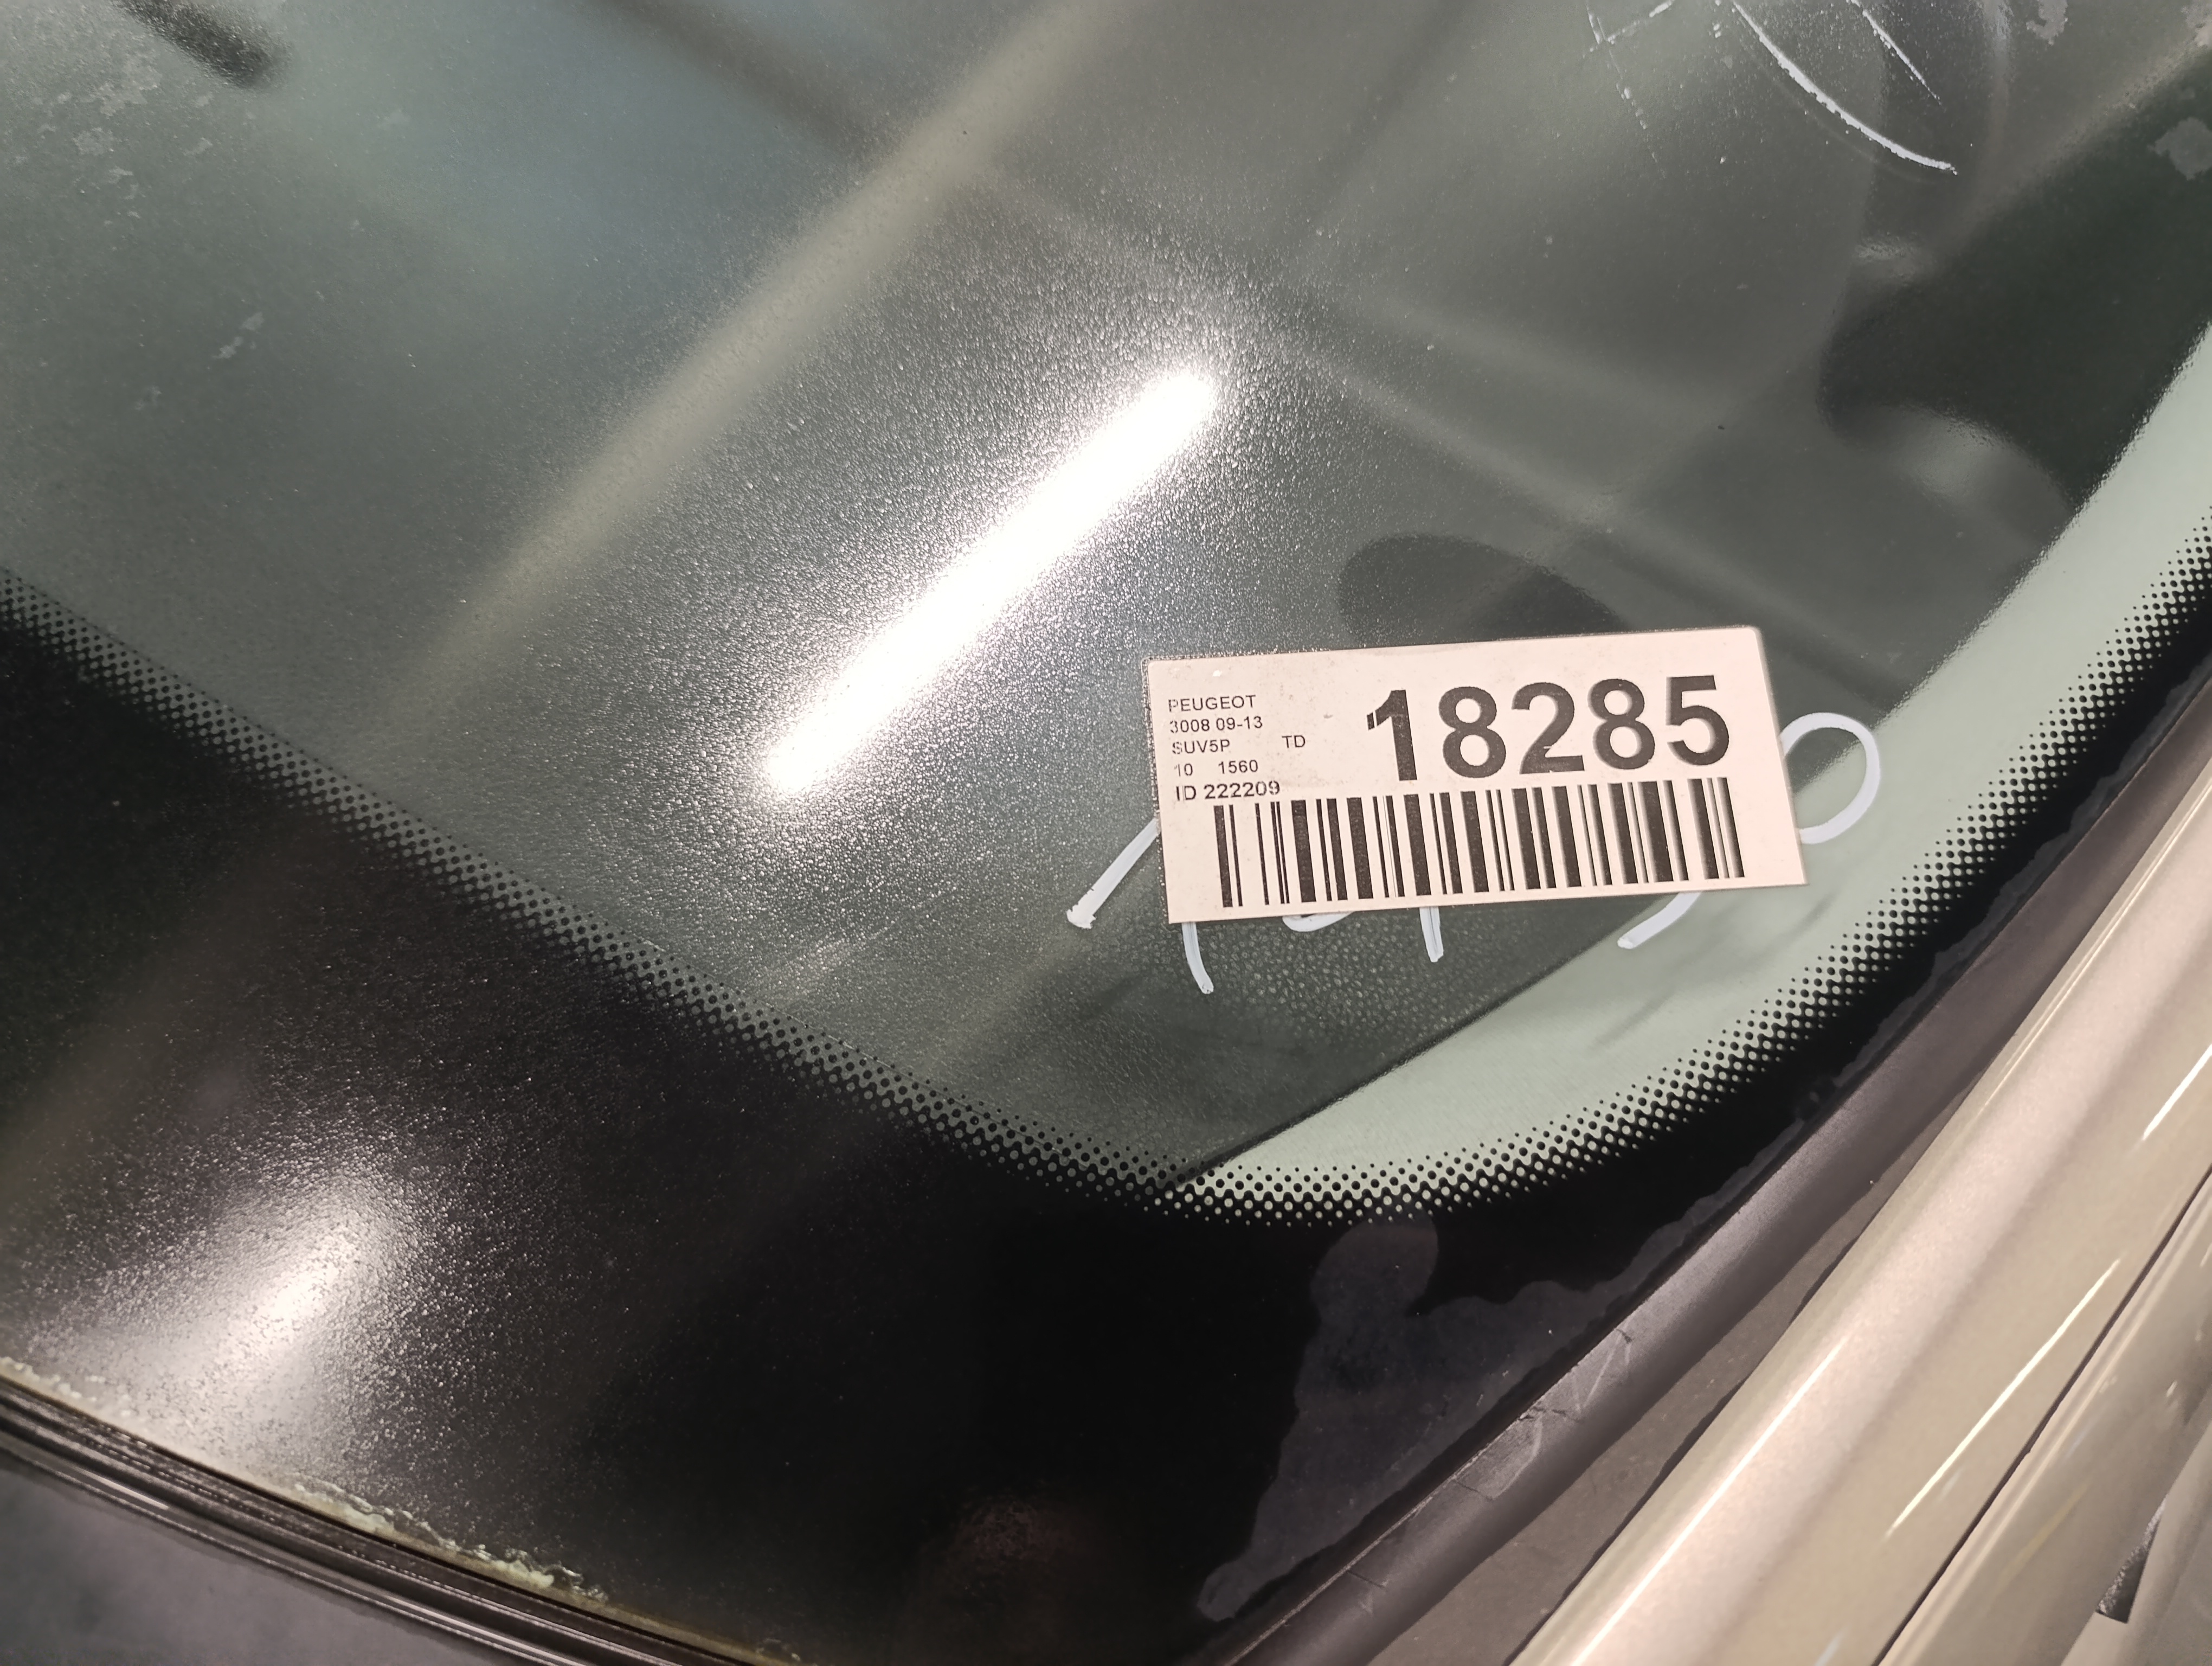 PEUGEOT
3008 09-13
SUV5P TD
10 1560
ID 222209
18285